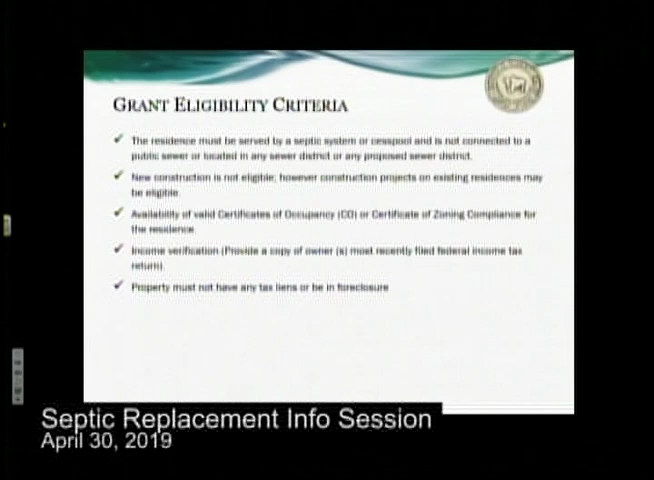 GRANT ELIGIBILITY CRITERIA
✓ The residence must be served by a septic system or cesspool and is not connected to a
public sewer or located in any sewer district or any proposed sewer district.
✓ New construction is not eligible; however construction projects on existing residences may
be eligible.
✓ Availability of valid Certificates of Occupancy (CO) or Certificate of Zoning Compliance for
the residence.
✓ Income verification (Provide a copy of owner (s) most recently filed federal income tax
return).
✓ Property must not have any tax liens or be in foreclosure
Septic Replacement Info Session
April 30, 2019